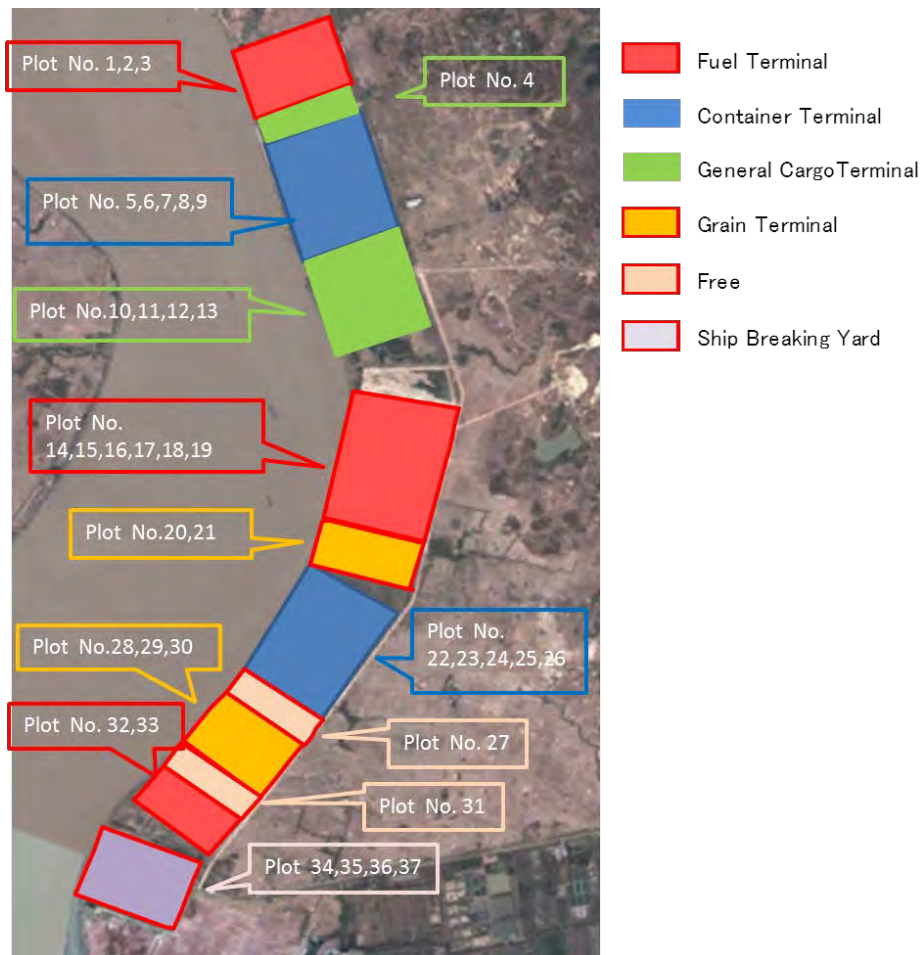 Plot No. 1,2,3
Plot No. 4
Plot No. 5,6,7,8,9
Plot No.10,11,12,13
Plot No.
14,15,16,17,18,19
Plot No.20,21
Plot No.
22,23,24,25,26
Plot No.28,29,30
Plot No. 32,33
Plot No. 27
Plot No. 31
Plot 34,35,36,37
Fuel Terminal
Container Terminal
General CargoTerminal
Grain Terminal
Free
Ship Breaking Yard